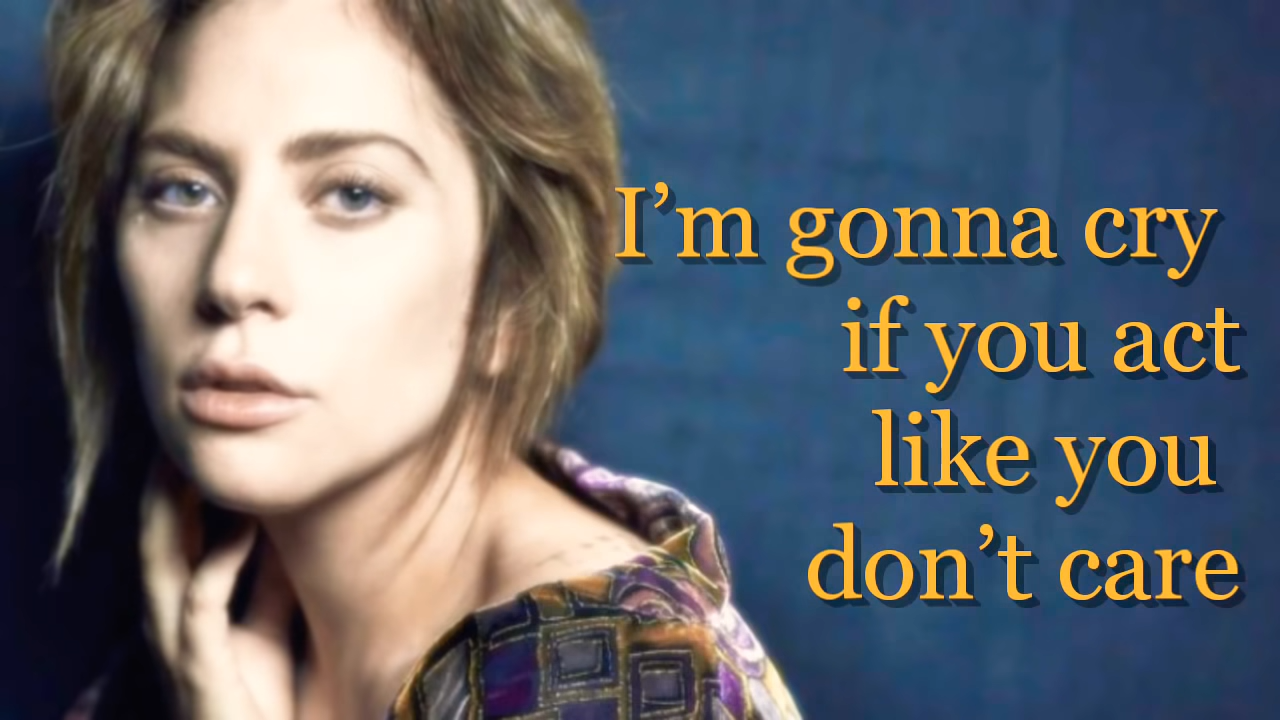 I’m gonna cry
if you act
like you
don’t care